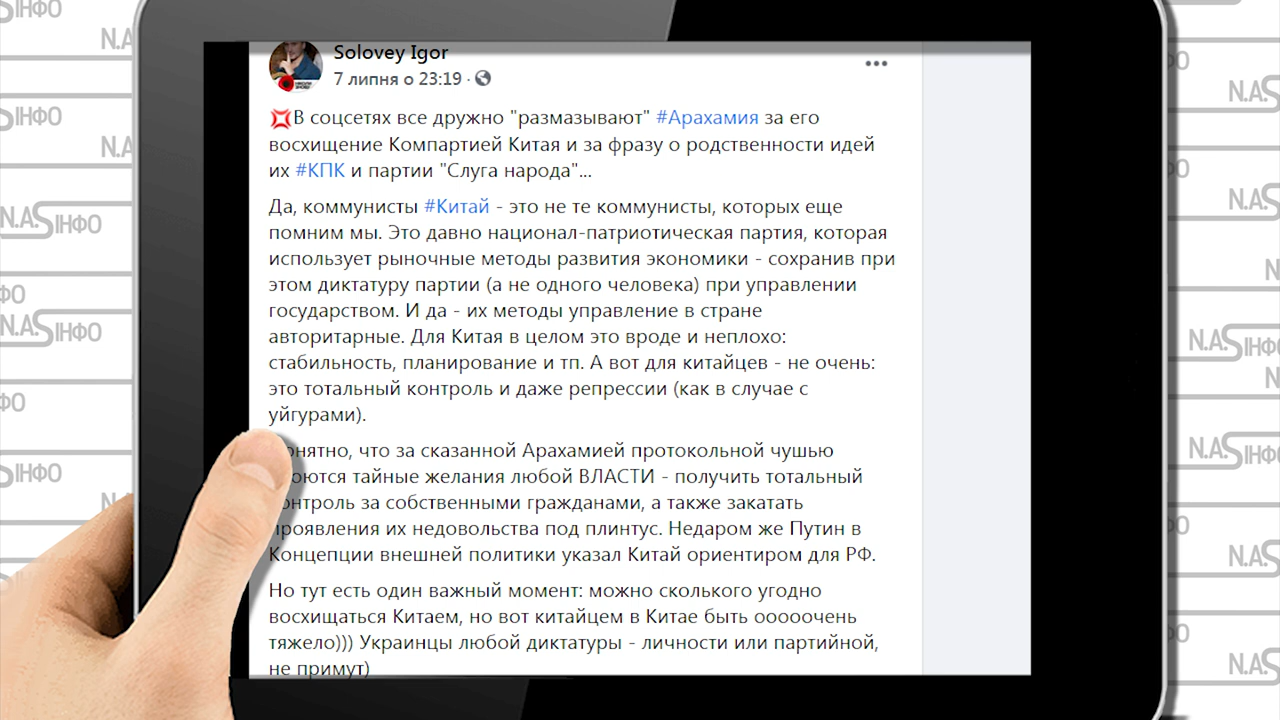 Solovey Igor
7 липня о 23:19 ·
В соцсетях все дружно "размазывают" #Арахамия за его
восхищение Компартией Китая и за фразу о родственности идей
их #КПК и партии "Слуга народа"...
Да, коммунисты #Китай - это не те коммунисты, которых еще
помним мы. Это давно национал-патриотическая партия, которая
использует рыночные методы развития экономики - сохранив при
этом диктатуру партии (а не одного человека) при управлении
государством. И да - их методы управление в стране
авторитарные. Для Китая в целом это вроде и неплохо:
стабильность, планирование и тп. А вот для китайцев - не очень:
это тотальный контроль и даже репрессии (как в случае с
уйгурами).
онятно, что за сказанной Арахамией протокольной чушью
роются тайные желания любой ВЛАСТИ - получить тотальный
онтроль за собственными гражданами, а также закатать
проявления их недовольства под плинтус. Недаром же Путин в
Концепции внешней политики указал Китай ориентиром для РФ.
Но тут есть один важный момент: можно сколького угодно
восхищаться Китаем, но вот китайцем в Китае быть ооооочень
тяжело))) Украинцы любой диктатуры - личности или партийной,
не примут)
N.A.SІНФО
N.A.SІНФО
N.A.SІНФО
N.A.SІНФО